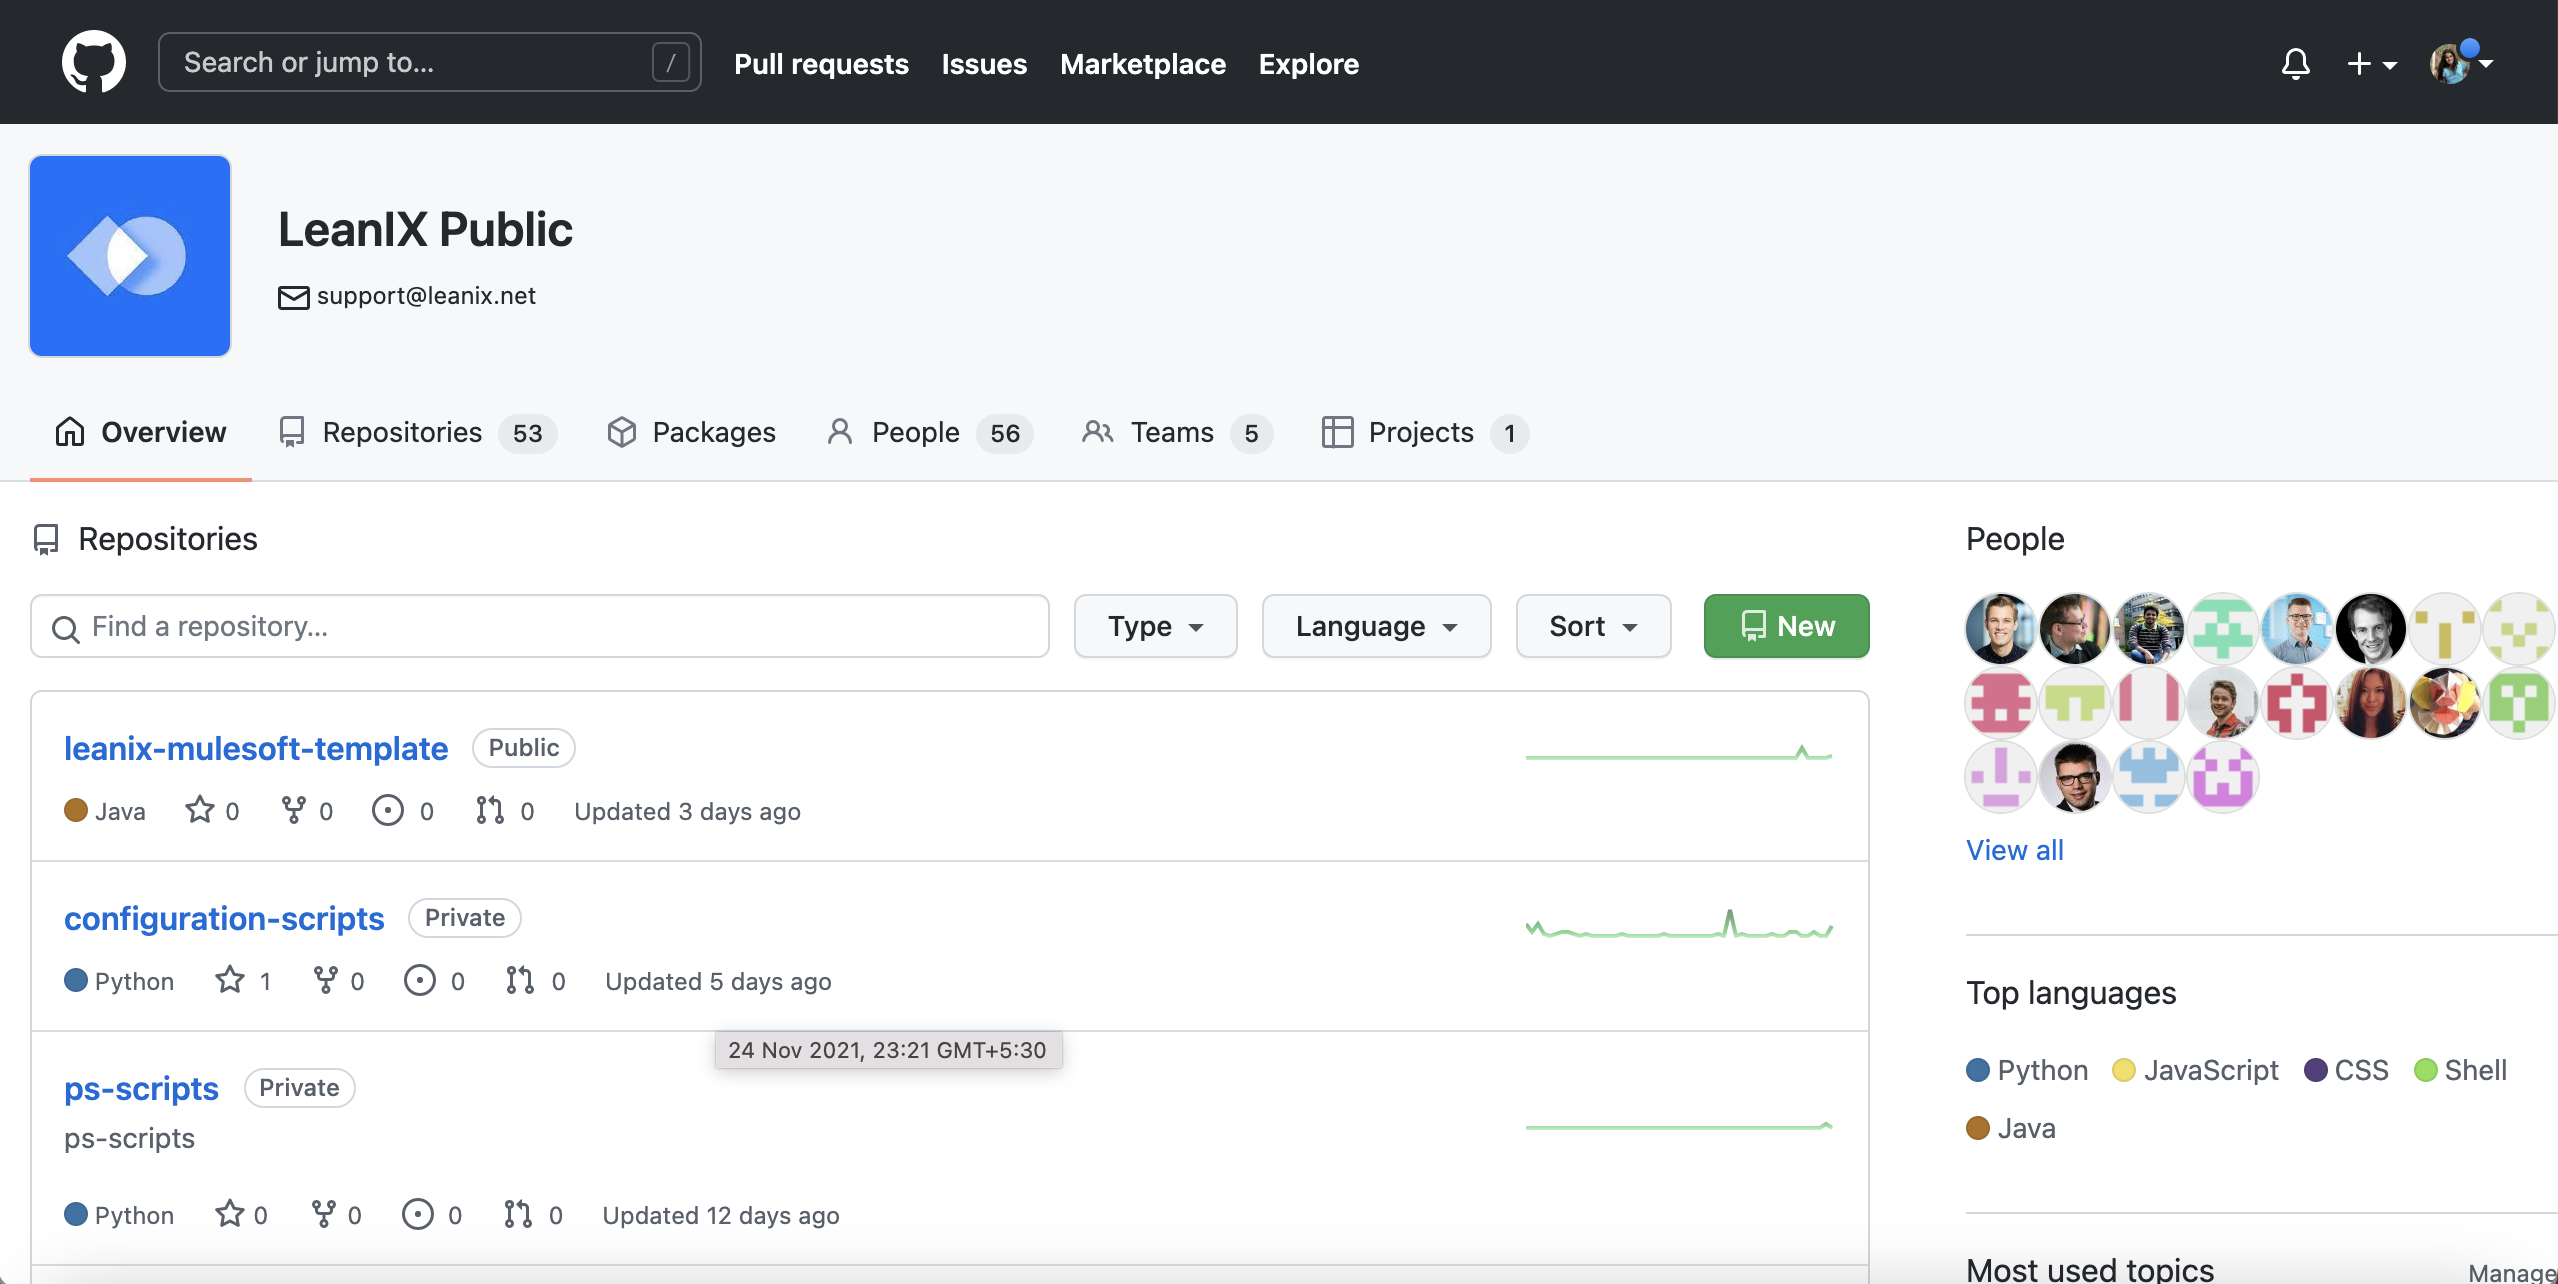 Search or jump to... /
Pull requests Issues Marketplace Explore
LeanIX Public
support@leanix.net
Overview Repositories 53 Packages People 56 Teams 5 Projects 1
Repositories
Find a repository...
Type Language Sort New
leanix-mulesoft-template Public
Java 0 0 0 0 Updated 3 days ago
configuration-scripts Private
Python 1 0 0 0 Updated 5 days ago
24 Nov 2021, 23:21 GMT+5:30
ps-scripts Private
ps-scripts
Python 0 0 0 0 Updated 12 days ago
People
View all
Top languages
Python JavaScript CSS Shell
Java
Most used topics Manage